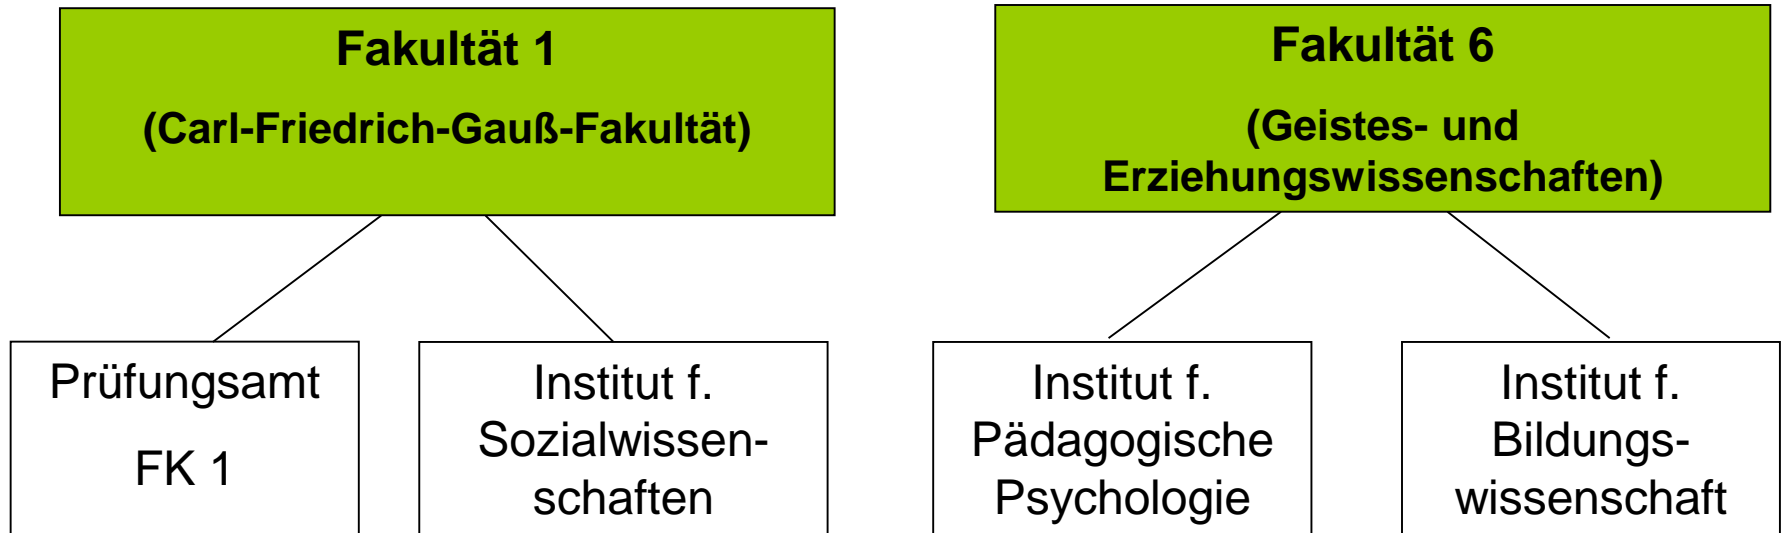 Fakultät 1
(Carl-Friedrich-Gauß-Fakultät)
Fakultät 6
(Geistes- und
Erziehungswissenschaften)
Prüfungsamt
FK 1
Institut f.
Sozialwissen-
schaften
Institut f.
Pädagogische
Psychologie
Institut f.
Bildungs-
wissenschaft